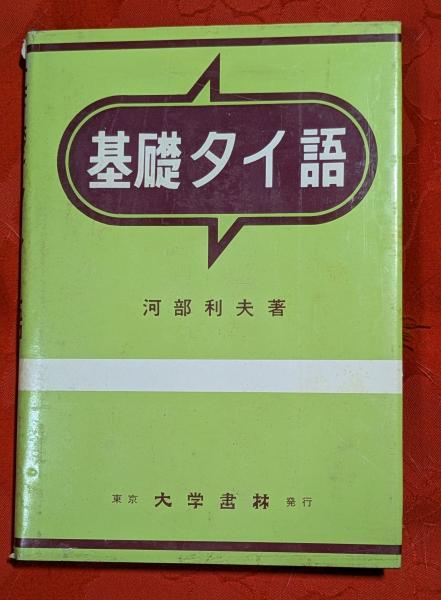 基礎タイ語
河部利夫著
東京 大学書林 発行